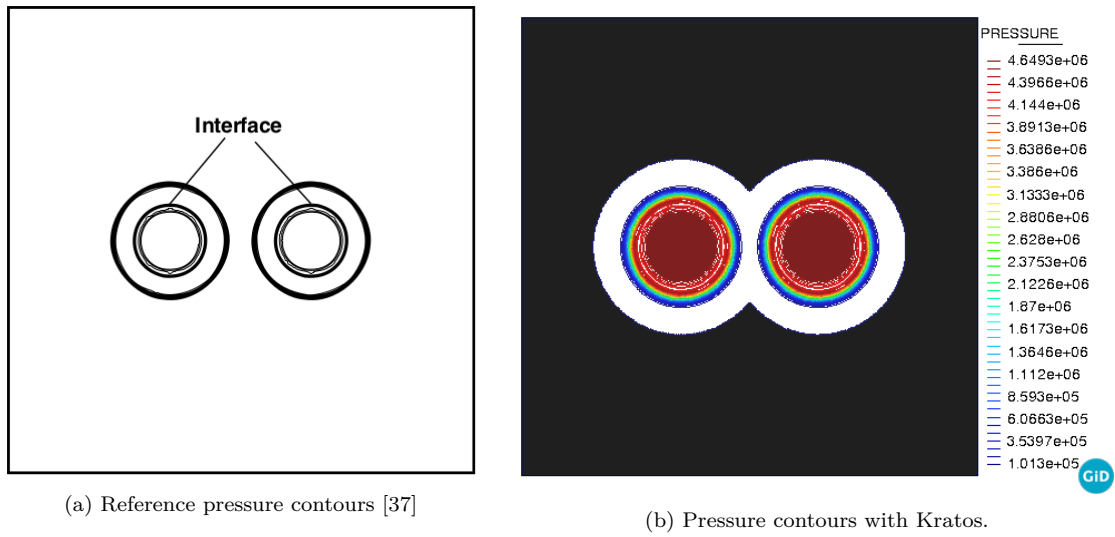 Interface
(a) Reference pressure contours [37]
PRESSURE
4.6493e+06
4.3966e+06
4.144e+06
3.8913e+06
3.6386e+06
3.386e+06
3.1333e+06
2.8806e+06
2.628e+06
2.3753e+06
2.1226e+06
1.87e+06
1.6173e+06
1.3646e+06
1.112e+06
8.593e+05
6.0663e+05
3.5397e+05
1.013e+05
GiD
(b) Pressure contours with Kratos.